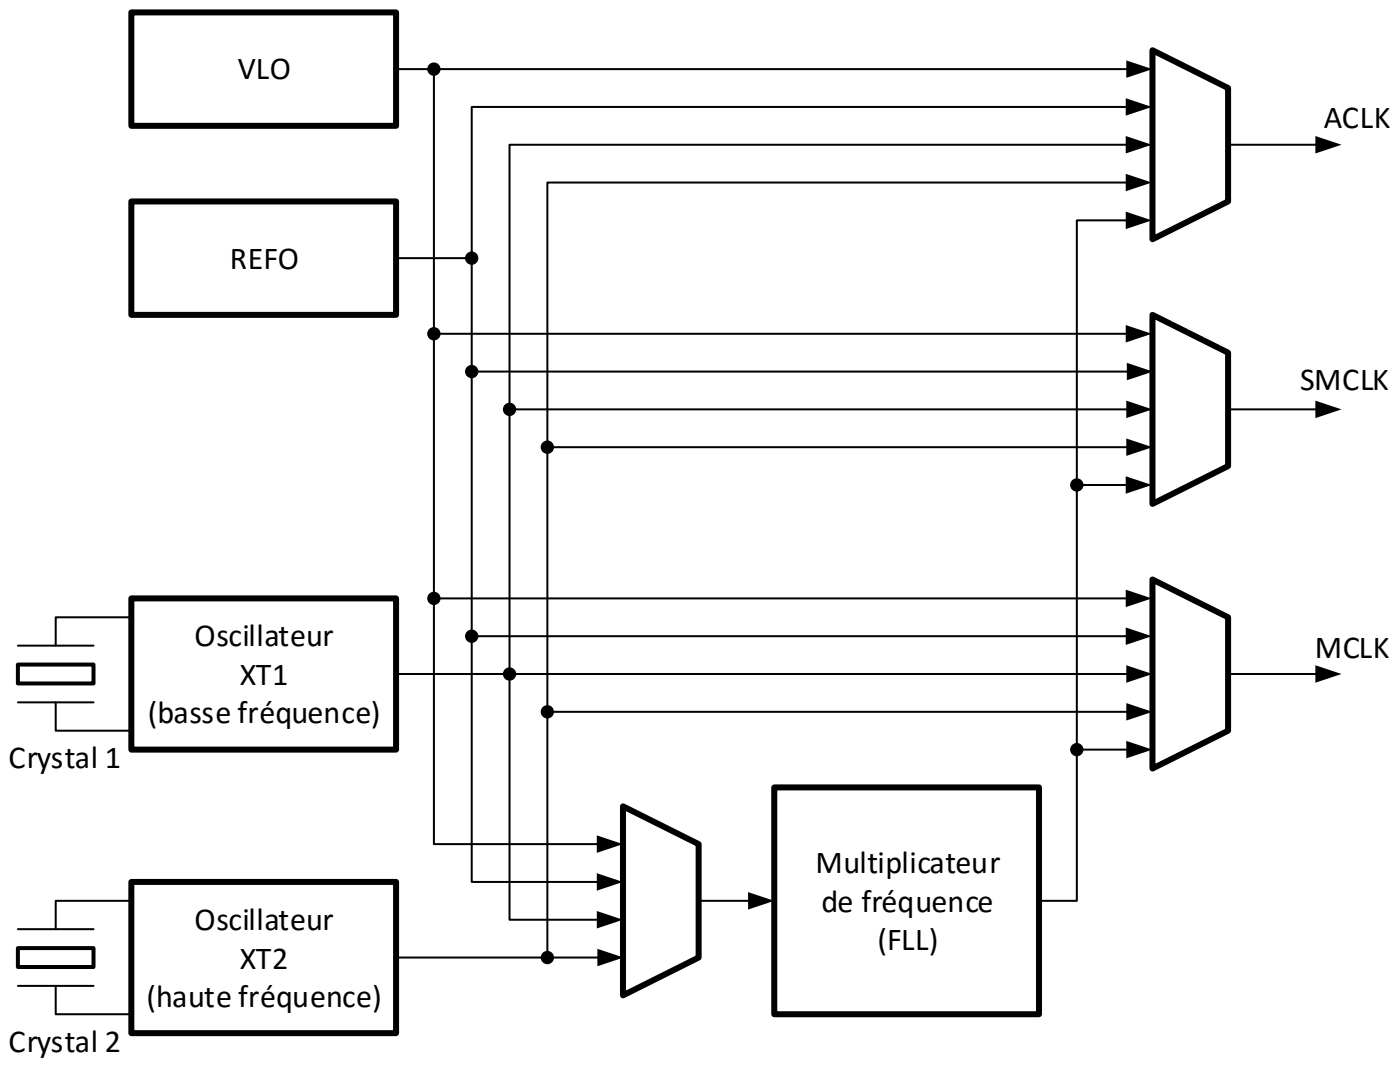 VLO
ACLK
REFO
SMCLK
Oscillateur
XT1
(basse fréquence)
Crystal 1
MCLK
Multiplicateur
de fréquence
(FLL)
Oscillateur
XT2
(haute fréquence)
Crystal 2